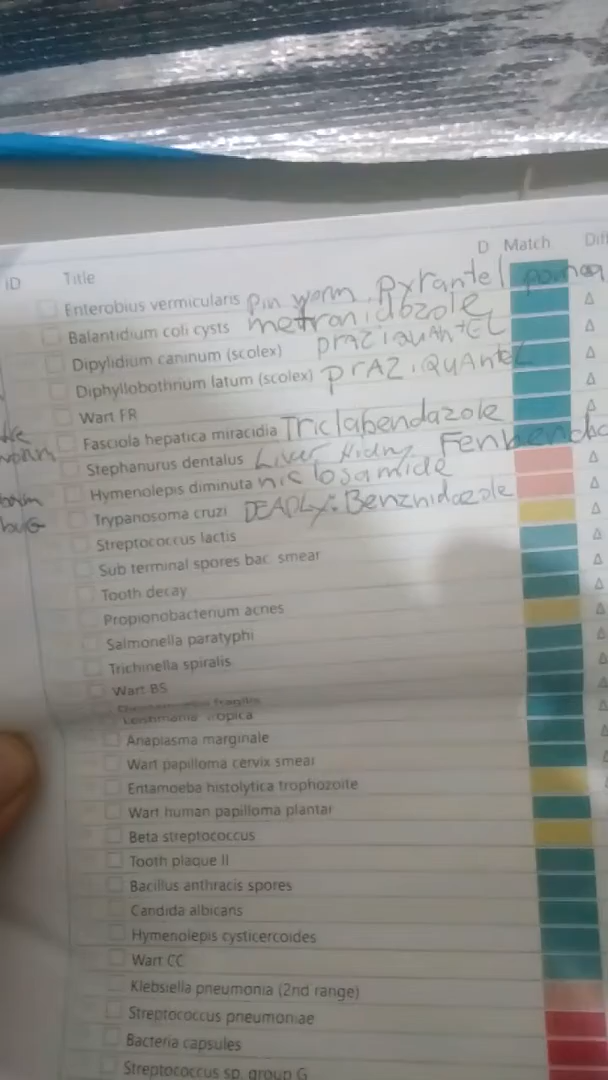 ID Title D Match
Enterobius vermicularis pin worm Pyrantel
Balantidium coli cysts metronidazole
Dipylidium caninum (scolex) prAZiQUANtEL
Diphyllobothrium latum (scolex) prAZiQUANtEL
Wart FR
Fasciola hepatica miracidia Triclabendazole
Stephanurus dentalus Liver Kidny
Hymenolepis diminuta niclosamide
Trypanosoma cruzi DEADLY: Benznidazole
Streptococcus lactis
Sub terminal spores bac. smear
Tooth decay
Propionobacterium acnes
Salmonella paratyphi
Trichinella spiralis
Wart BS
fragilis
Leishmania tropica
Anaplasma marginale
Wart papilloma cervix smear
Entamoeba histolytica trophozoite
Wart human papilloma plantar
Beta streptococcus
Tooth plaque II
Bacillus anthracis spores
Candida albicans
Hymenolepis cysticercoides
Wart CC
Klebsiella pneumonia (2nd range)
Streptococcus pneumoniae
Bacteria capsules
Streptococcus sp. group G